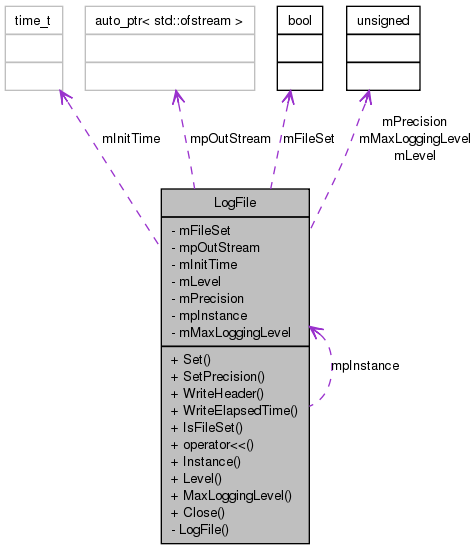 time_t
auto_ptr< std::ofstream >
bool
unsigned
mInitTime
mpOutStream
mFileSet
mPrecision
mMaxLoggingLevel
mLevel
LogFile
- mFileSet
- mpOutStream
- mInitTime
- mLevel
- mPrecision
- mpInstance
- mMaxLoggingLevel
mpInstance
+ Set()
+ SetPrecision()
+ WriteHeader()
+ WriteElapsedTime()
+ IsFileSet()
+ operator<<()
+ Instance()
+ Level()
+ MaxLoggingLevel()
+ Close()
- LogFile()